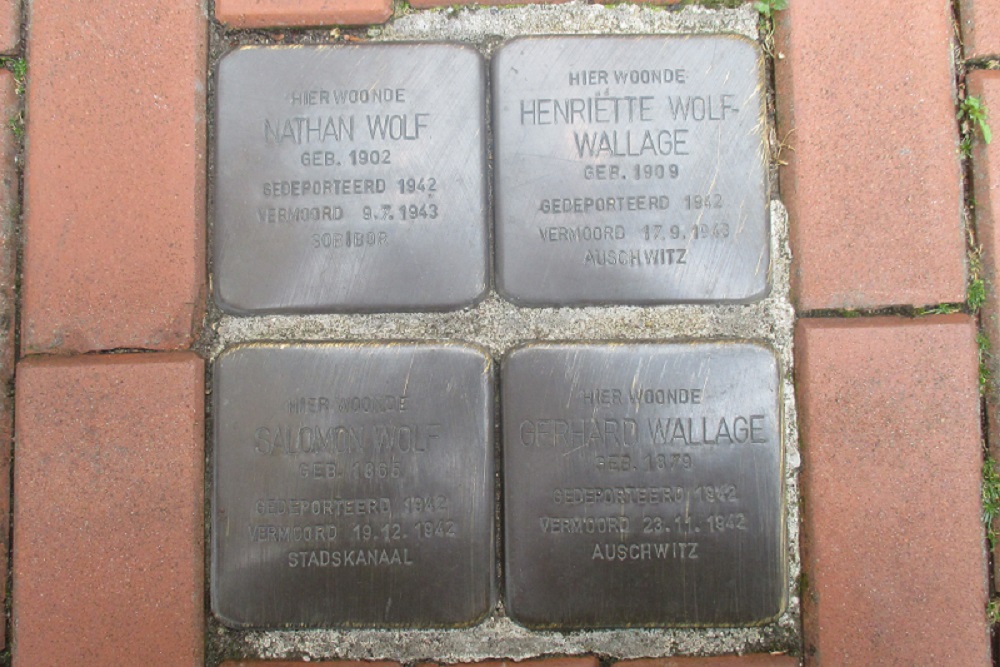 HIER WOONDE
NATHAN WOLF
GEB. 1902
GEDEPORTEERD 1942
VERMOORD 9.7.1943
SOBIBOR
HIER WOONDE
HENRIËTTE WOLF-
WALLAGE
GEB. 1909
GEDEPORTEERD 1942
VERMOORD 17.9.1943
AUSCHWITZ
HIER WOONDE
SALOMON WOLF
GEB. 1865
GEDEPORTEERD 1942
VERMOORD 19.12.1942
STADSKANAAL
HIER WOONDE
GERHARD WALLAGE
GEB. 1879
GEDEPORTEERD 1942
VERMOORD 23.11.1942
AUSCHWITZ